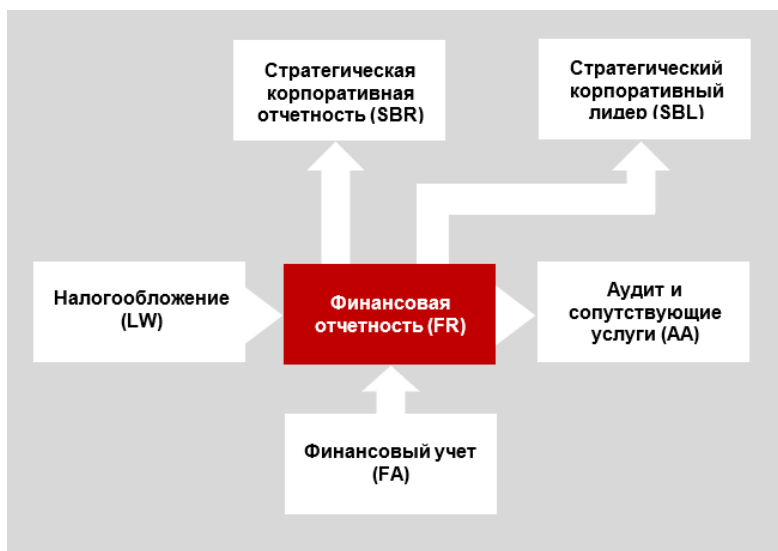 Стратегическая
корпоративная
отчетность (SBR)
Стратегический
корпоративный
лидер (SBL)
Налогообложение
(LW)
Финансовая
отчетность (FR)
Аудит и
сопутствующие
услуги (AA)
Финансовый учет
(FA)